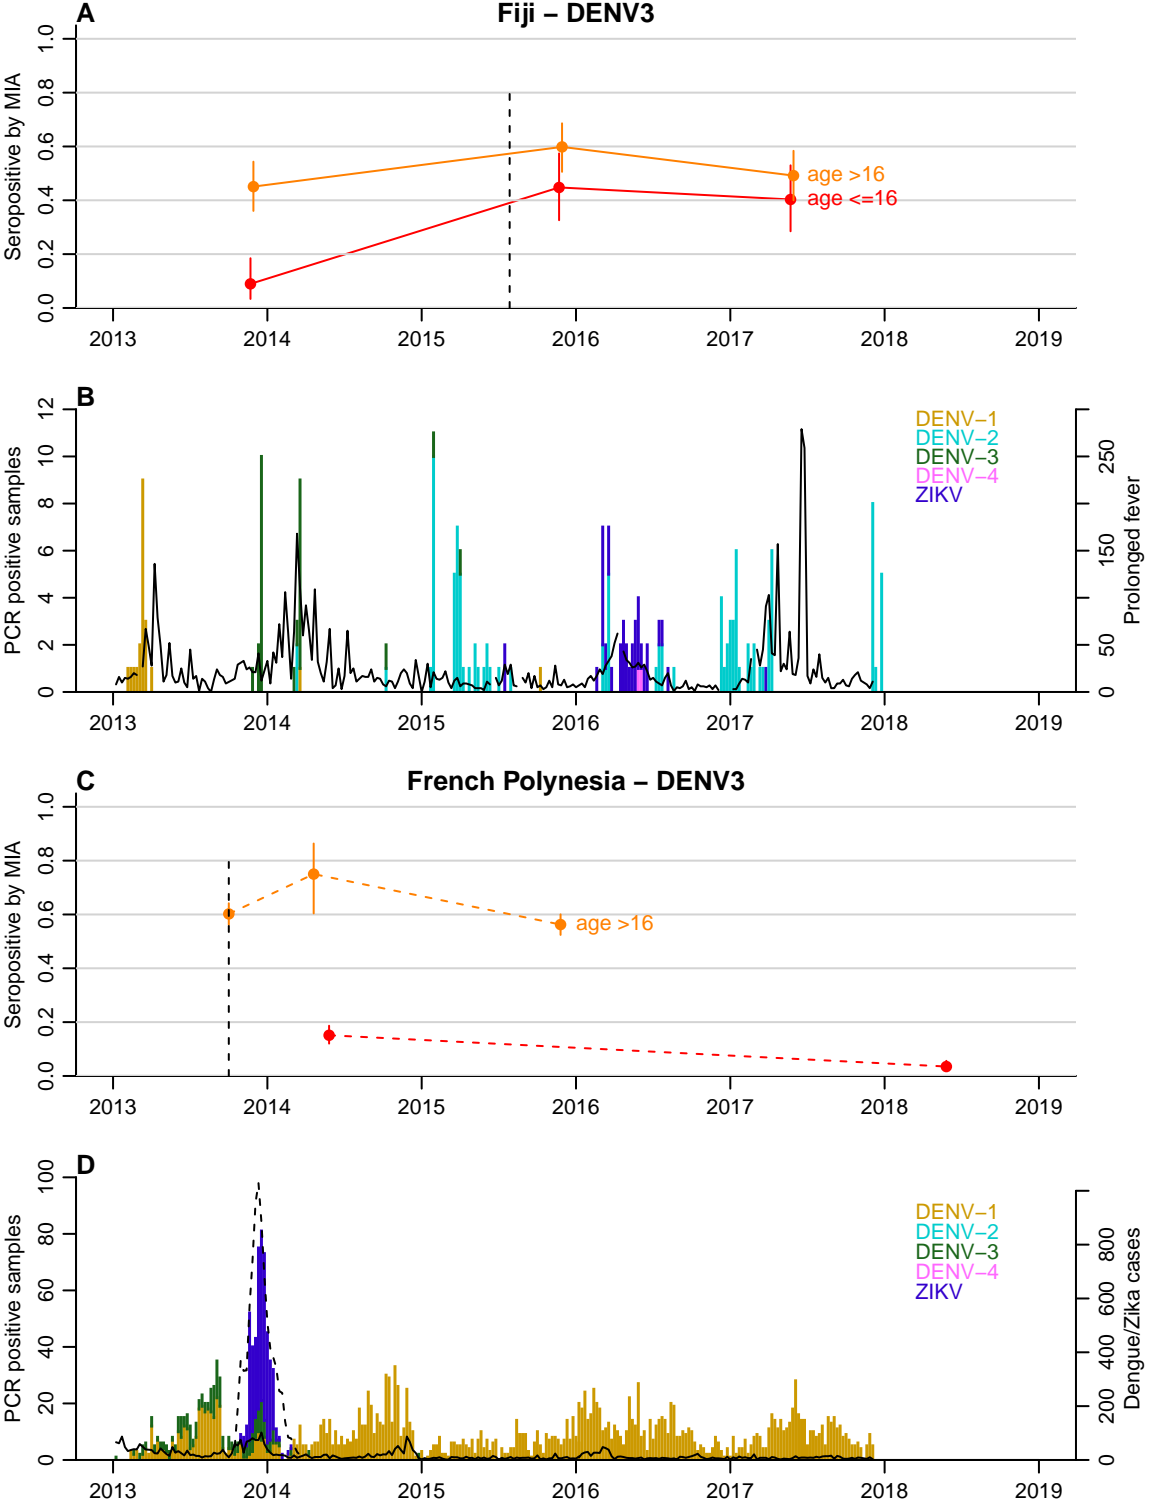 A
Fiji – DENV3
Seropositive by MIA
1.0
0.8
0.6
0.4
0.2
0.0
age >16
age <=16
2013 2014 2015 2016 2017 2018 2019
B
PCR positive samples
12
10
8
6
4
2
0
DENV−1
DENV−2
DENV−3
DENV−4
ZIKV
250
150
50
0
Prolonged fever
2013 2014 2015 2016 2017 2018 2019
C
French Polynesia – DENV3
Seropositive by MIA
1.0
0.8
0.6
0.4
0.2
0.0
age >16
2013 2014 2015 2016 2017 2018 2019
D
PCR positive samples
100
80
60
40
20
0
DENV−1
DENV−2
DENV−3
DENV−4
ZIKV
800
600
400
200
0
Dengue/Zika cases
2013 2014 2015 2016 2017 2018 2019